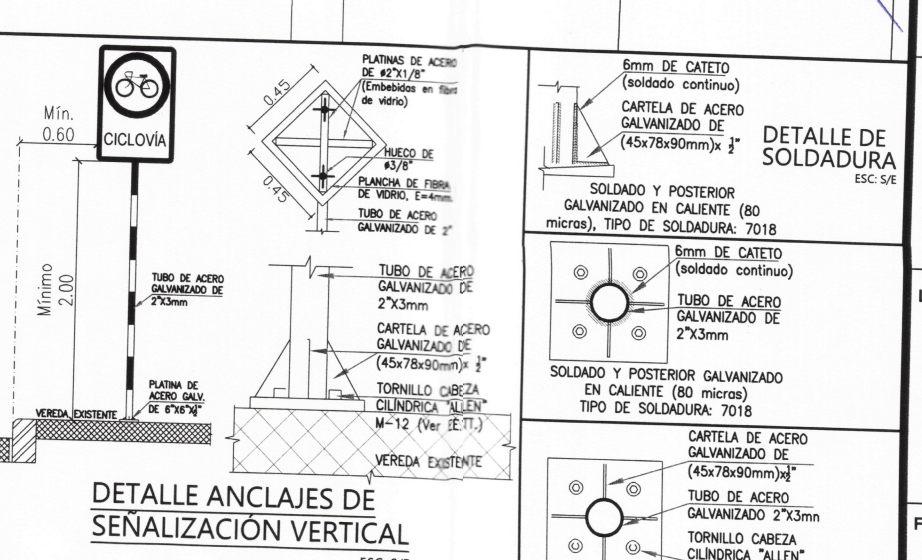 Mín.
0.60
CICLOVÍA
Mínimo
2.00
TUBO DE ACERO
GALVANIZADO DE
2"X3mm
PLATINA DE
ACERO GALV.
DE 6"X6"X¼"
VEREDA EXISTENTE
0.45
0.45
PLATINAS DE ACERO
DE ø2"X1/8"
(Embebidas en fibra
de vidrio)
HUECO DE
ø3/8"
PLANCHA DE FIBRA
DE VIDRIO, E=4mm.
TUBO DE ACERO
GALVANIZADO DE 2"
TUBO DE ACERO
GALVANIZADO DE
2"X3mm
CARTELA DE ACERO
GALVANIZADO DE
(45x78x90mm)x ½"
TORNILLO CABEZA
CILÍNDRICA "ALLEN"
M-12 (Ver EE.TT.)
VEREDA EXISTENTE
DETALLE ANCLAJES DE
SEÑALIZACIÓN VERTICAL
6mm DE CATETO
(soldado continuo)
CARTELA DE ACERO
GALVANIZADO DE
(45x78x90mm)x ½"
DETALLE DE
SOLDADURA
ESC: S/E
SOLDADO Y POSTERIOR
GALVANIZADO EN CALIENTE (80
micras), TIPO DE SOLDADURA: 7018
6mm DE CATETO
(soldado continuo)
TUBO DE ACERO
GALVANIZADO DE
2"X3mm
SOLDADO Y POSTERIOR GALVANIZADO
EN CALIENTE (80 micras)
TIPO DE SOLDADURA: 7018
CARTELA DE ACERO
GALVANIZADO DE
(45x78x90mm)x½"
TUBO DE ACERO
GALVANIZADO 2"X3mm
TORNILLO CABEZA
CILÍNDRICA "ALLEN"